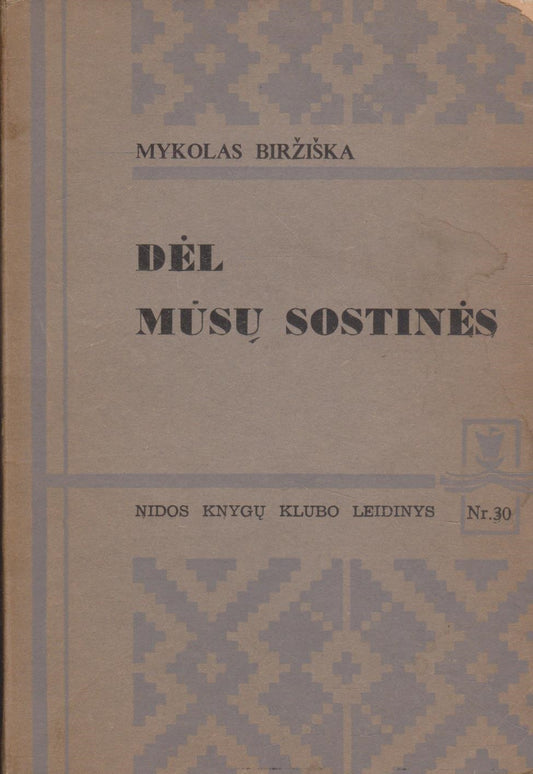 MYKOLAS BIRŽIŠKA
DĖL
MŪSŲ SOSTINĖS
NIDOS KNYGŲ KLUBO LEIDINYS Nr.30